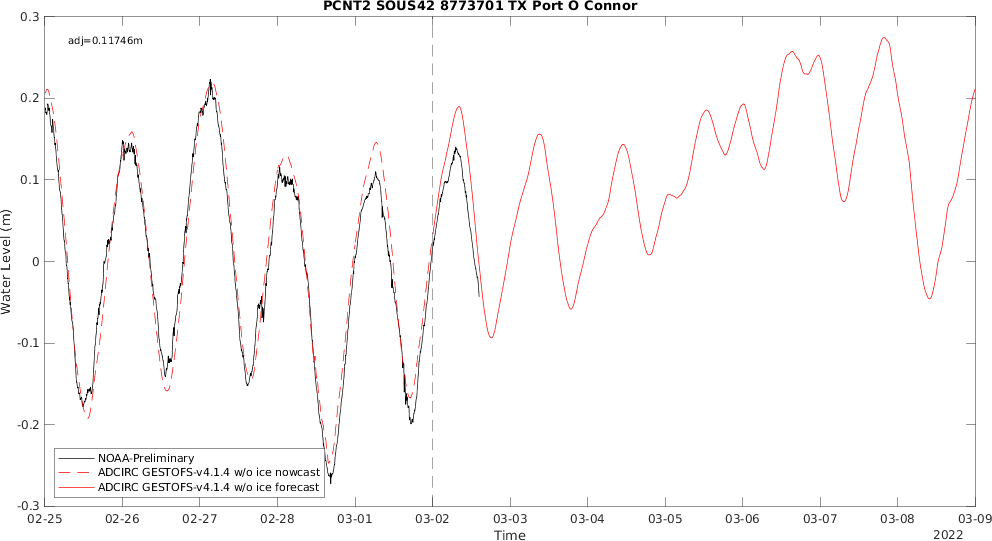 PCNT2 SOUS42 8773701 TX Port O Connor
adj=0.11746m
0.3
0.2
0.1
0
-0.1
-0.2
-0.3
Water Level (m)
NOAA-Preliminary
ADCIRC GESTOFS-v4.1.4 w/o ice nowcast
ADCIRC GESTOFS-v4.1.4 w/o ice forecast
02-25 02-26 02-27 02-28 03-01 03-02 03-03 03-04 03-05 03-06 03-07 03-08 03-09
Time
2022